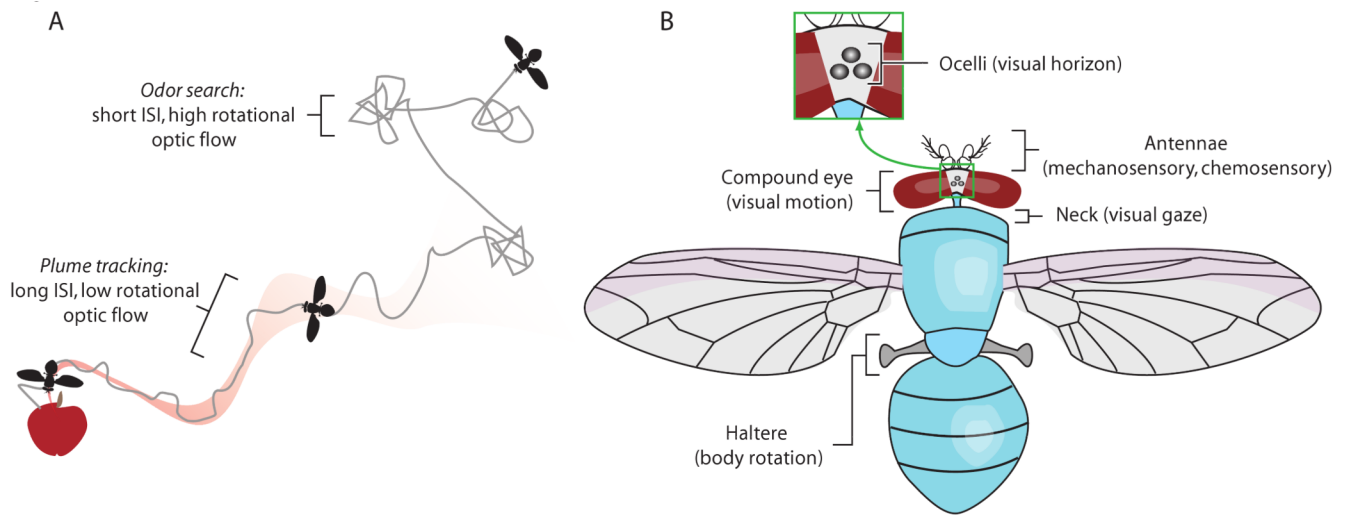 A
Odor search:
short ISI, high rotational
optic flow
Plume tracking:
long ISI, low rotational
optic flow
B
Ocelli (visual horizon)
Antennae
(mechanosensory, chemosensory)
Compound eye
(visual motion)
Neck (visual gaze)
Haltere
(body rotation)